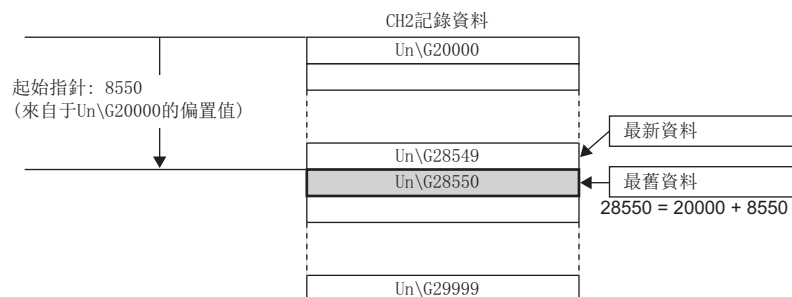 CH2記錄資料
Un\G20000
起始指針: 8550
(來自于Un\G20000的偏置值)
最新資料
Un\G28549
Un\G28550
最舊資料
28550 = 20000 + 8550
Un\G29999